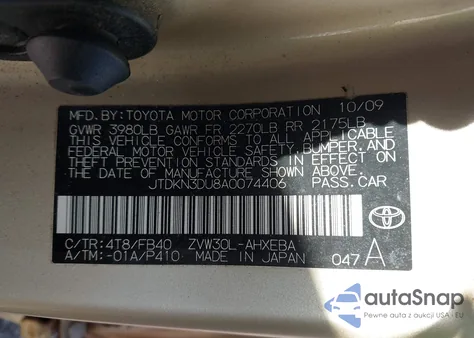 MFD.BY:TOYOTA MOTOR CORPORATION 10/09
GVWR 3980LB GAWR FR 2270LB RR 2175LB
THIS VEHICLE CONFORMS TO ALL APPLICABLE
FEDERAL MOTOR VEHICLE SAFETY, BUMPER, AND
THEFT PREVENTION STANDARDS IN EFFECT ON
THE DATE OF MANUFACTURE SHOWN ABOVE.
JTDKN3DU8A0074406 PASS.CAR
C/TR:4T8/FB40 ZVW30L-AHXEBA
A/TM:-01A/P410 MADE IN JAPAN 047 A
TOYOTA
autoSnap
Pewne auta z aukcji USA - EU